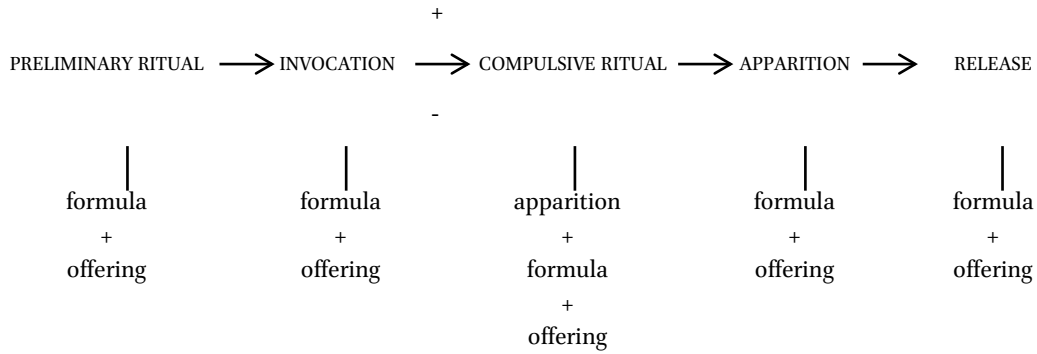 +
PRELIMINARY RITUAL INVOCATION COMPULSIVE RITUAL APPARITION RELEASE
-
formula formula apparition formula formula
+ + + + +
offering offering formula offering offering
+
offering